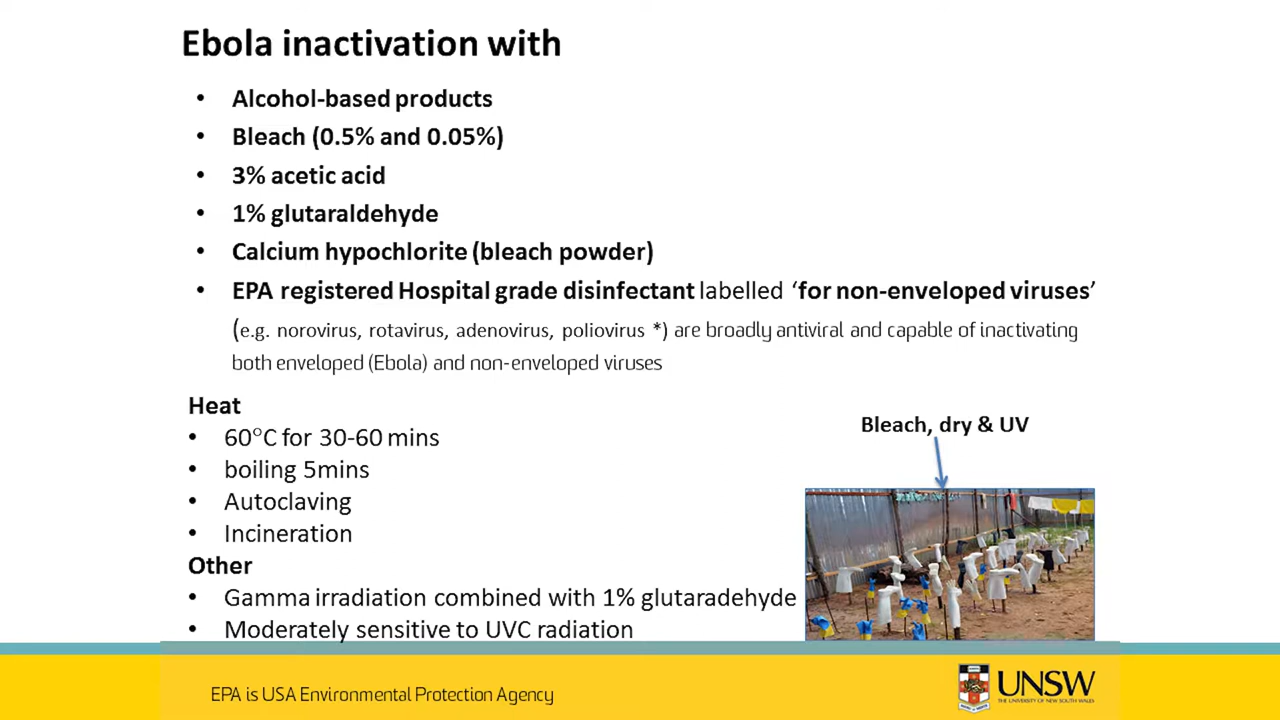 Ebola inactivation with
• Alcohol-based products
• Bleach (0.5% and 0.05%)
• 3% acetic acid
• 1% glutaraldehyde
• Calcium hypochlorite (bleach powder)
• EPA registered Hospital grade disinfectant labelled ‘for non-enveloped viruses’
(e.g. norovirus, rotavirus, adenovirus, poliovirus *) are broadly antiviral and capable of inactivating
both enveloped (Ebola) and non-enveloped viruses
Heat
• 60°C for 30-60 mins
• boiling 5mins
• Autoclaving
• Incineration
Other
• Gamma irradiation combined with 1% glutaradehyde
• Moderately sensitive to UVC radiation
Bleach, dry & UV
EPA is USA Environmental Protection Agency
UNSW
THE UNIVERSITY OF NEW SOUTH WALES